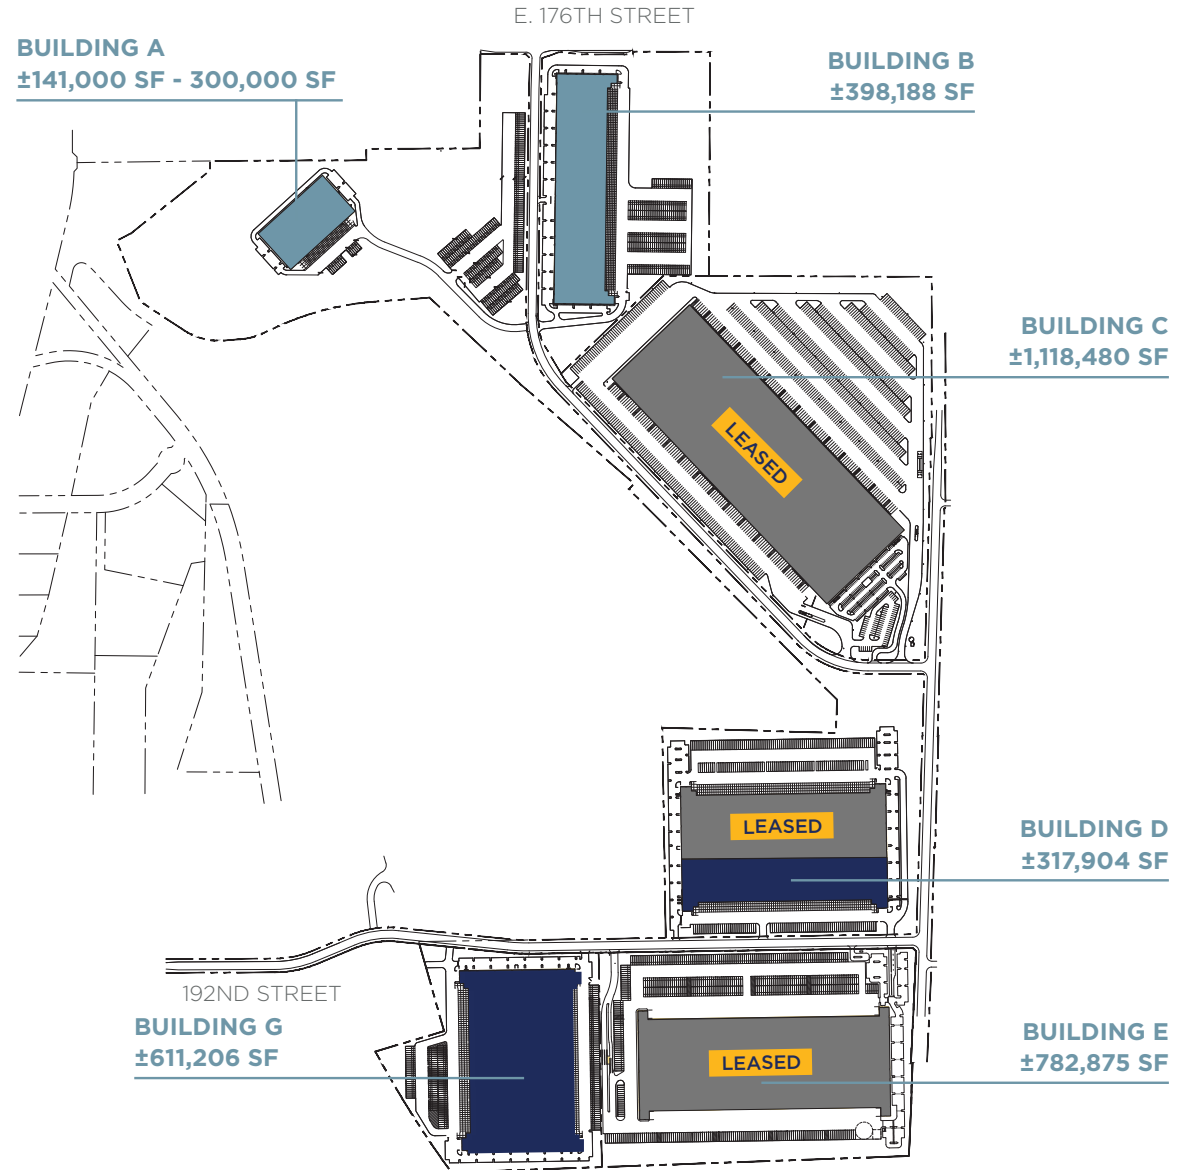 E. 176TH STREET
BUILDING A
±141,000 SF - 300,000 SF
BUILDING B
±398,188 SF
BUILDING C
±1,118,480 SF
LEASED
LEASED
BUILDING D
±317,904 SF
192ND STREET
BUILDING G
±611,206 SF
LEASED
BUILDING E
±782,875 SF